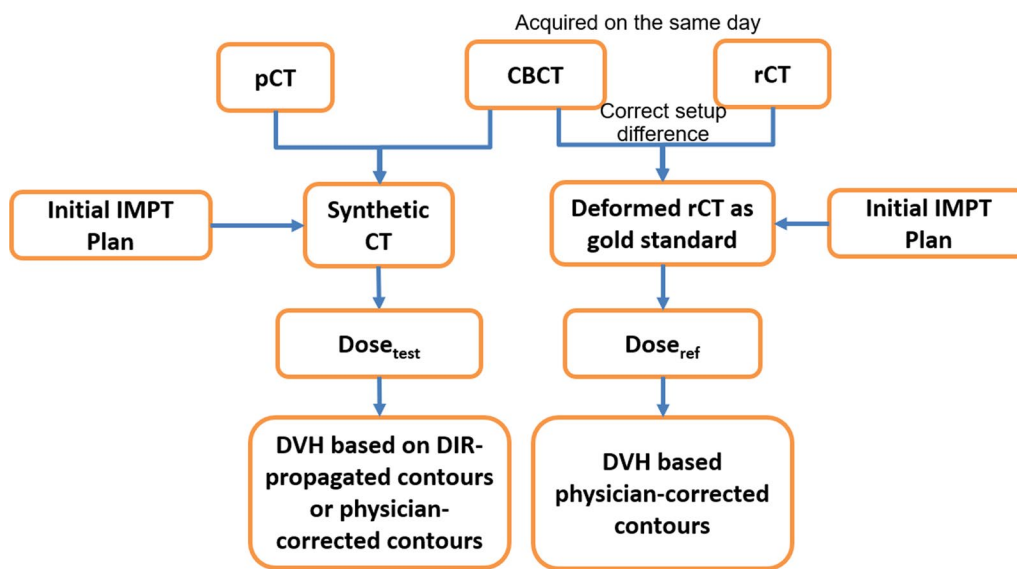 Acquired on the same day
pCT
CBCT
rCT
Correct setup
difference
Initial IMPT
Plan
Synthetic
CT
Deformed rCT as
gold standard
Initial IMPT
Plan
Dosetest
Doseref
DVH based on DIR-
propagated contours
or physician-
corrected contours
DVH based
physician-corrected
contours